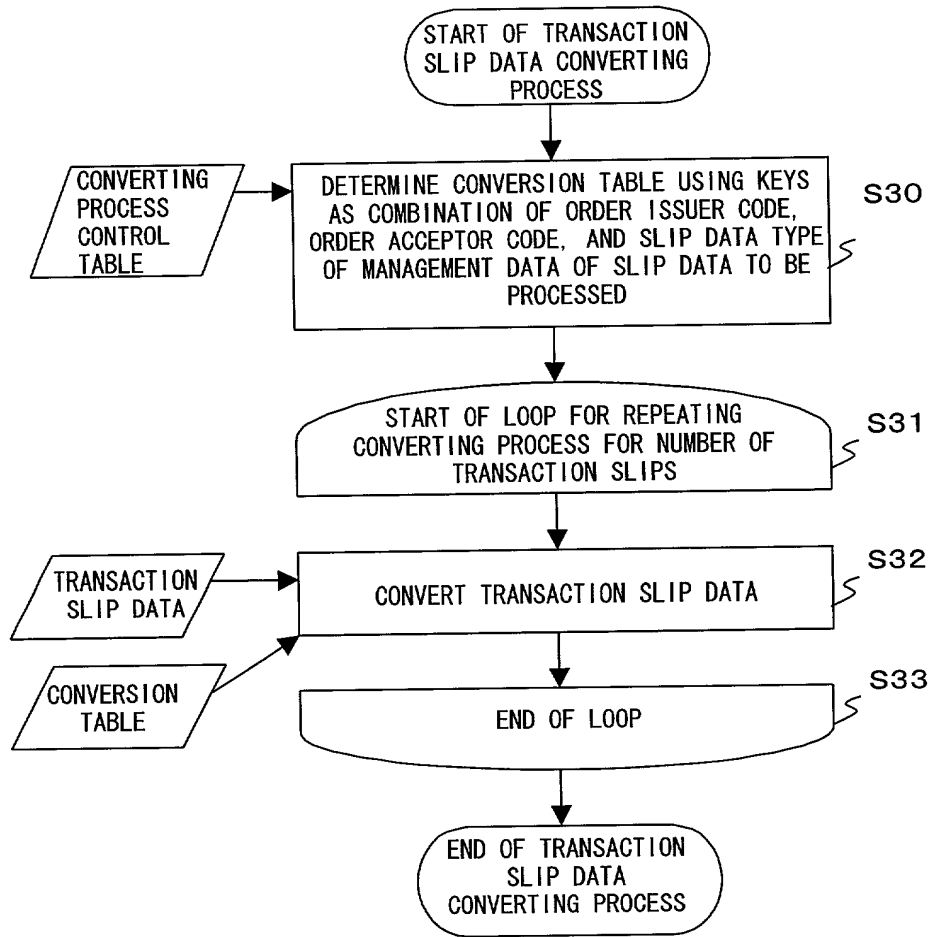 START OF TRANSACTION
SLIP DATA CONVERTING
PROCESS
CONVERTING
PROCESS
CONTROL
TABLE
DETERMINE CONVERSION TABLE USING KEYS
AS COMBINATION OF ORDER ISSUER CODE,
ORDER ACCEPTOR CODE, AND SLIP DATA TYPE
OF MANAGEMENT DATA OF SLIP DATA TO BE
PROCESSED
S30
START OF LOOP FOR REPEATING
CONVERTING PROCESS FOR NUMBER OF
TRANSACTION SLIPS
S31
TRANSACTION
SLIP DATA
CONVERT TRANSACTION SLIP DATA
S32
CONVERSION
TABLE
END OF LOOP
S33
END OF TRANSACTION
SLIP DATA
CONVERTING PROCESS